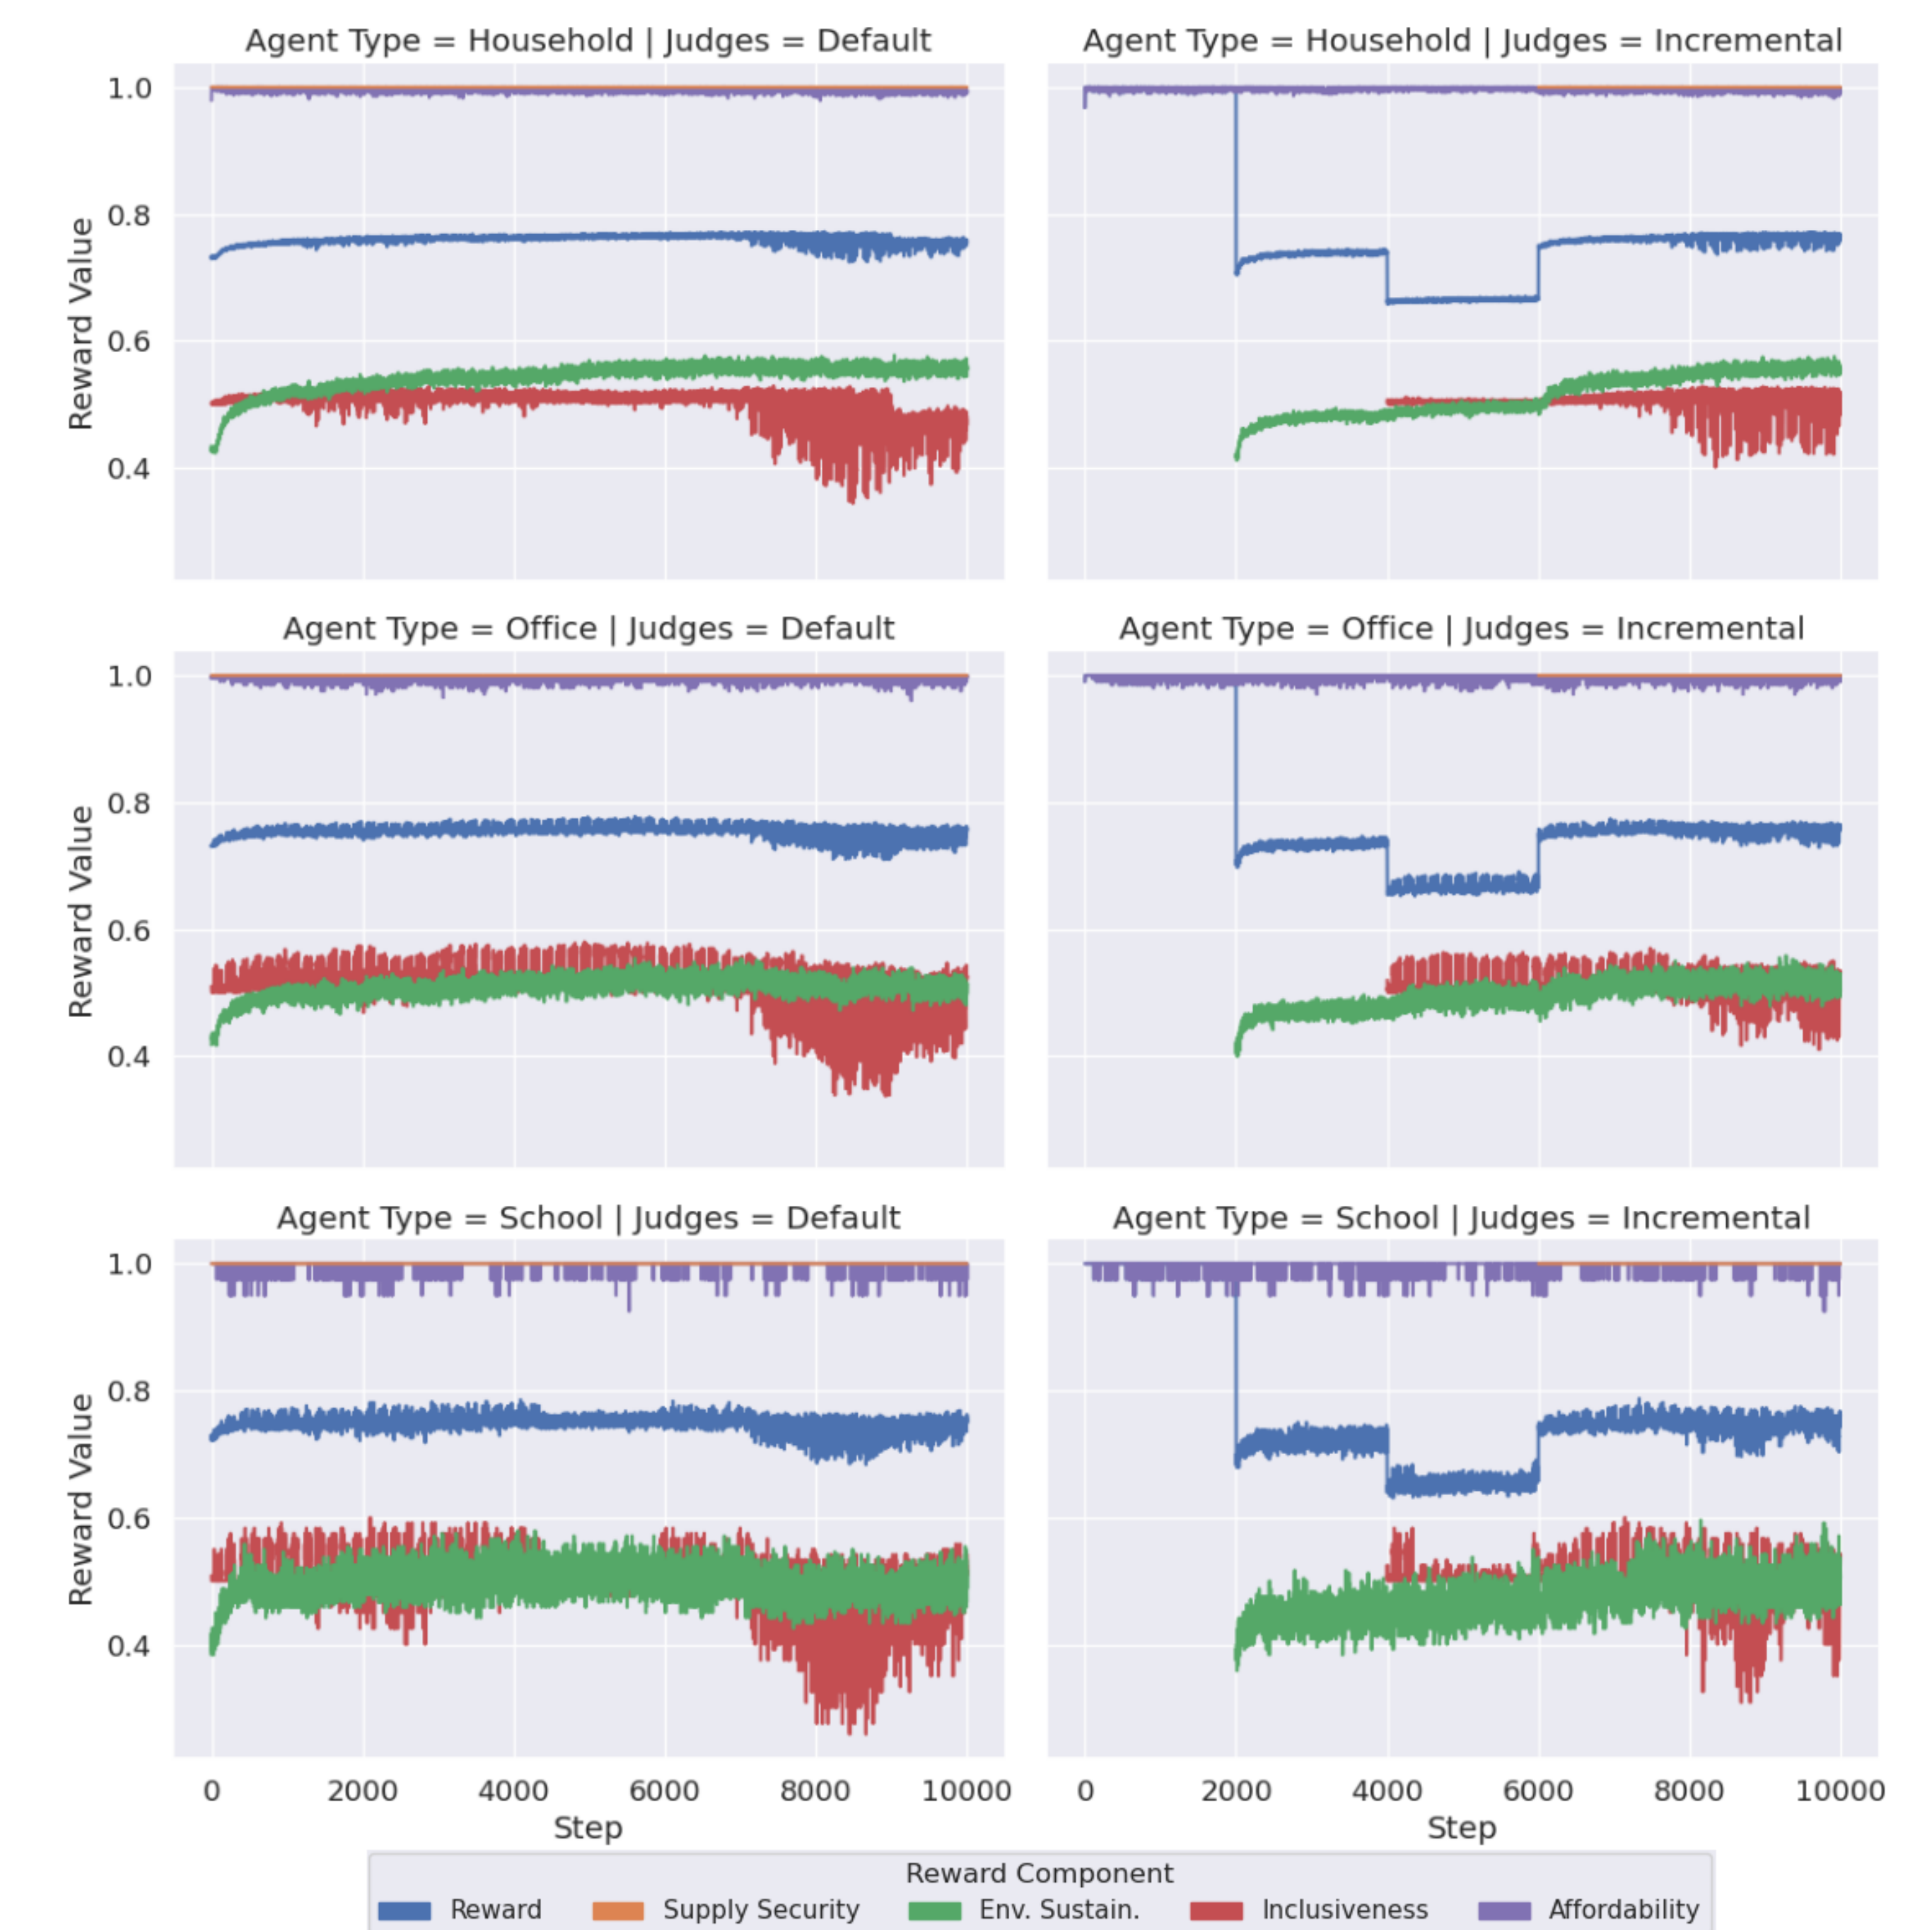 Agent Type = Household | Judges = Default
Agent Type = Household | Judges = Incremental
1.0
0.8
0.6
0.4
Reward Value
Agent Type = Office | Judges = Default
Agent Type = Office | Judges = Incremental
1.0
0.8
0.6
0.4
Reward Value
Agent Type = School | Judges = Default
Agent Type = School | Judges = Incremental
1.0
0.8
0.6
0.4
Reward Value
0 2000 4000 6000 8000 10000
0 2000 4000 6000 8000 10000
Step
Step
Reward Component
Reward Supply Security Env. Sustain. Inclusiveness Affordability